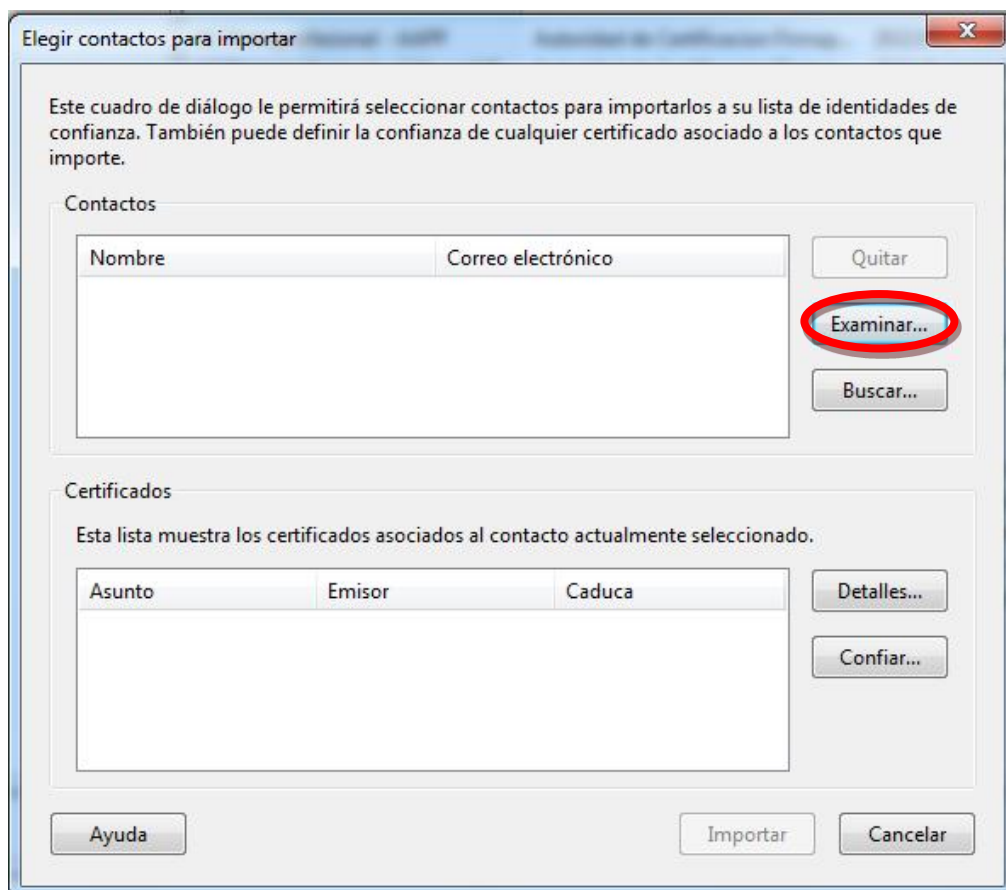 Elegir contactos para importar
Este cuadro de diálogo le permitirá seleccionar contactos para importarlos a su lista de identidades de
confianza. También puede definir la confianza de cualquier certificado asociado a los contactos que
importe.
Contactos
Nombre Correo electrónico
Quitar
Examinar...
Buscar...
Certificados
Esta lista muestra los certificados asociados al contacto actualmente seleccionado.
Asunto Emisor Caduca
Detalles...
Confiar...
Ayuda Importar Cancelar